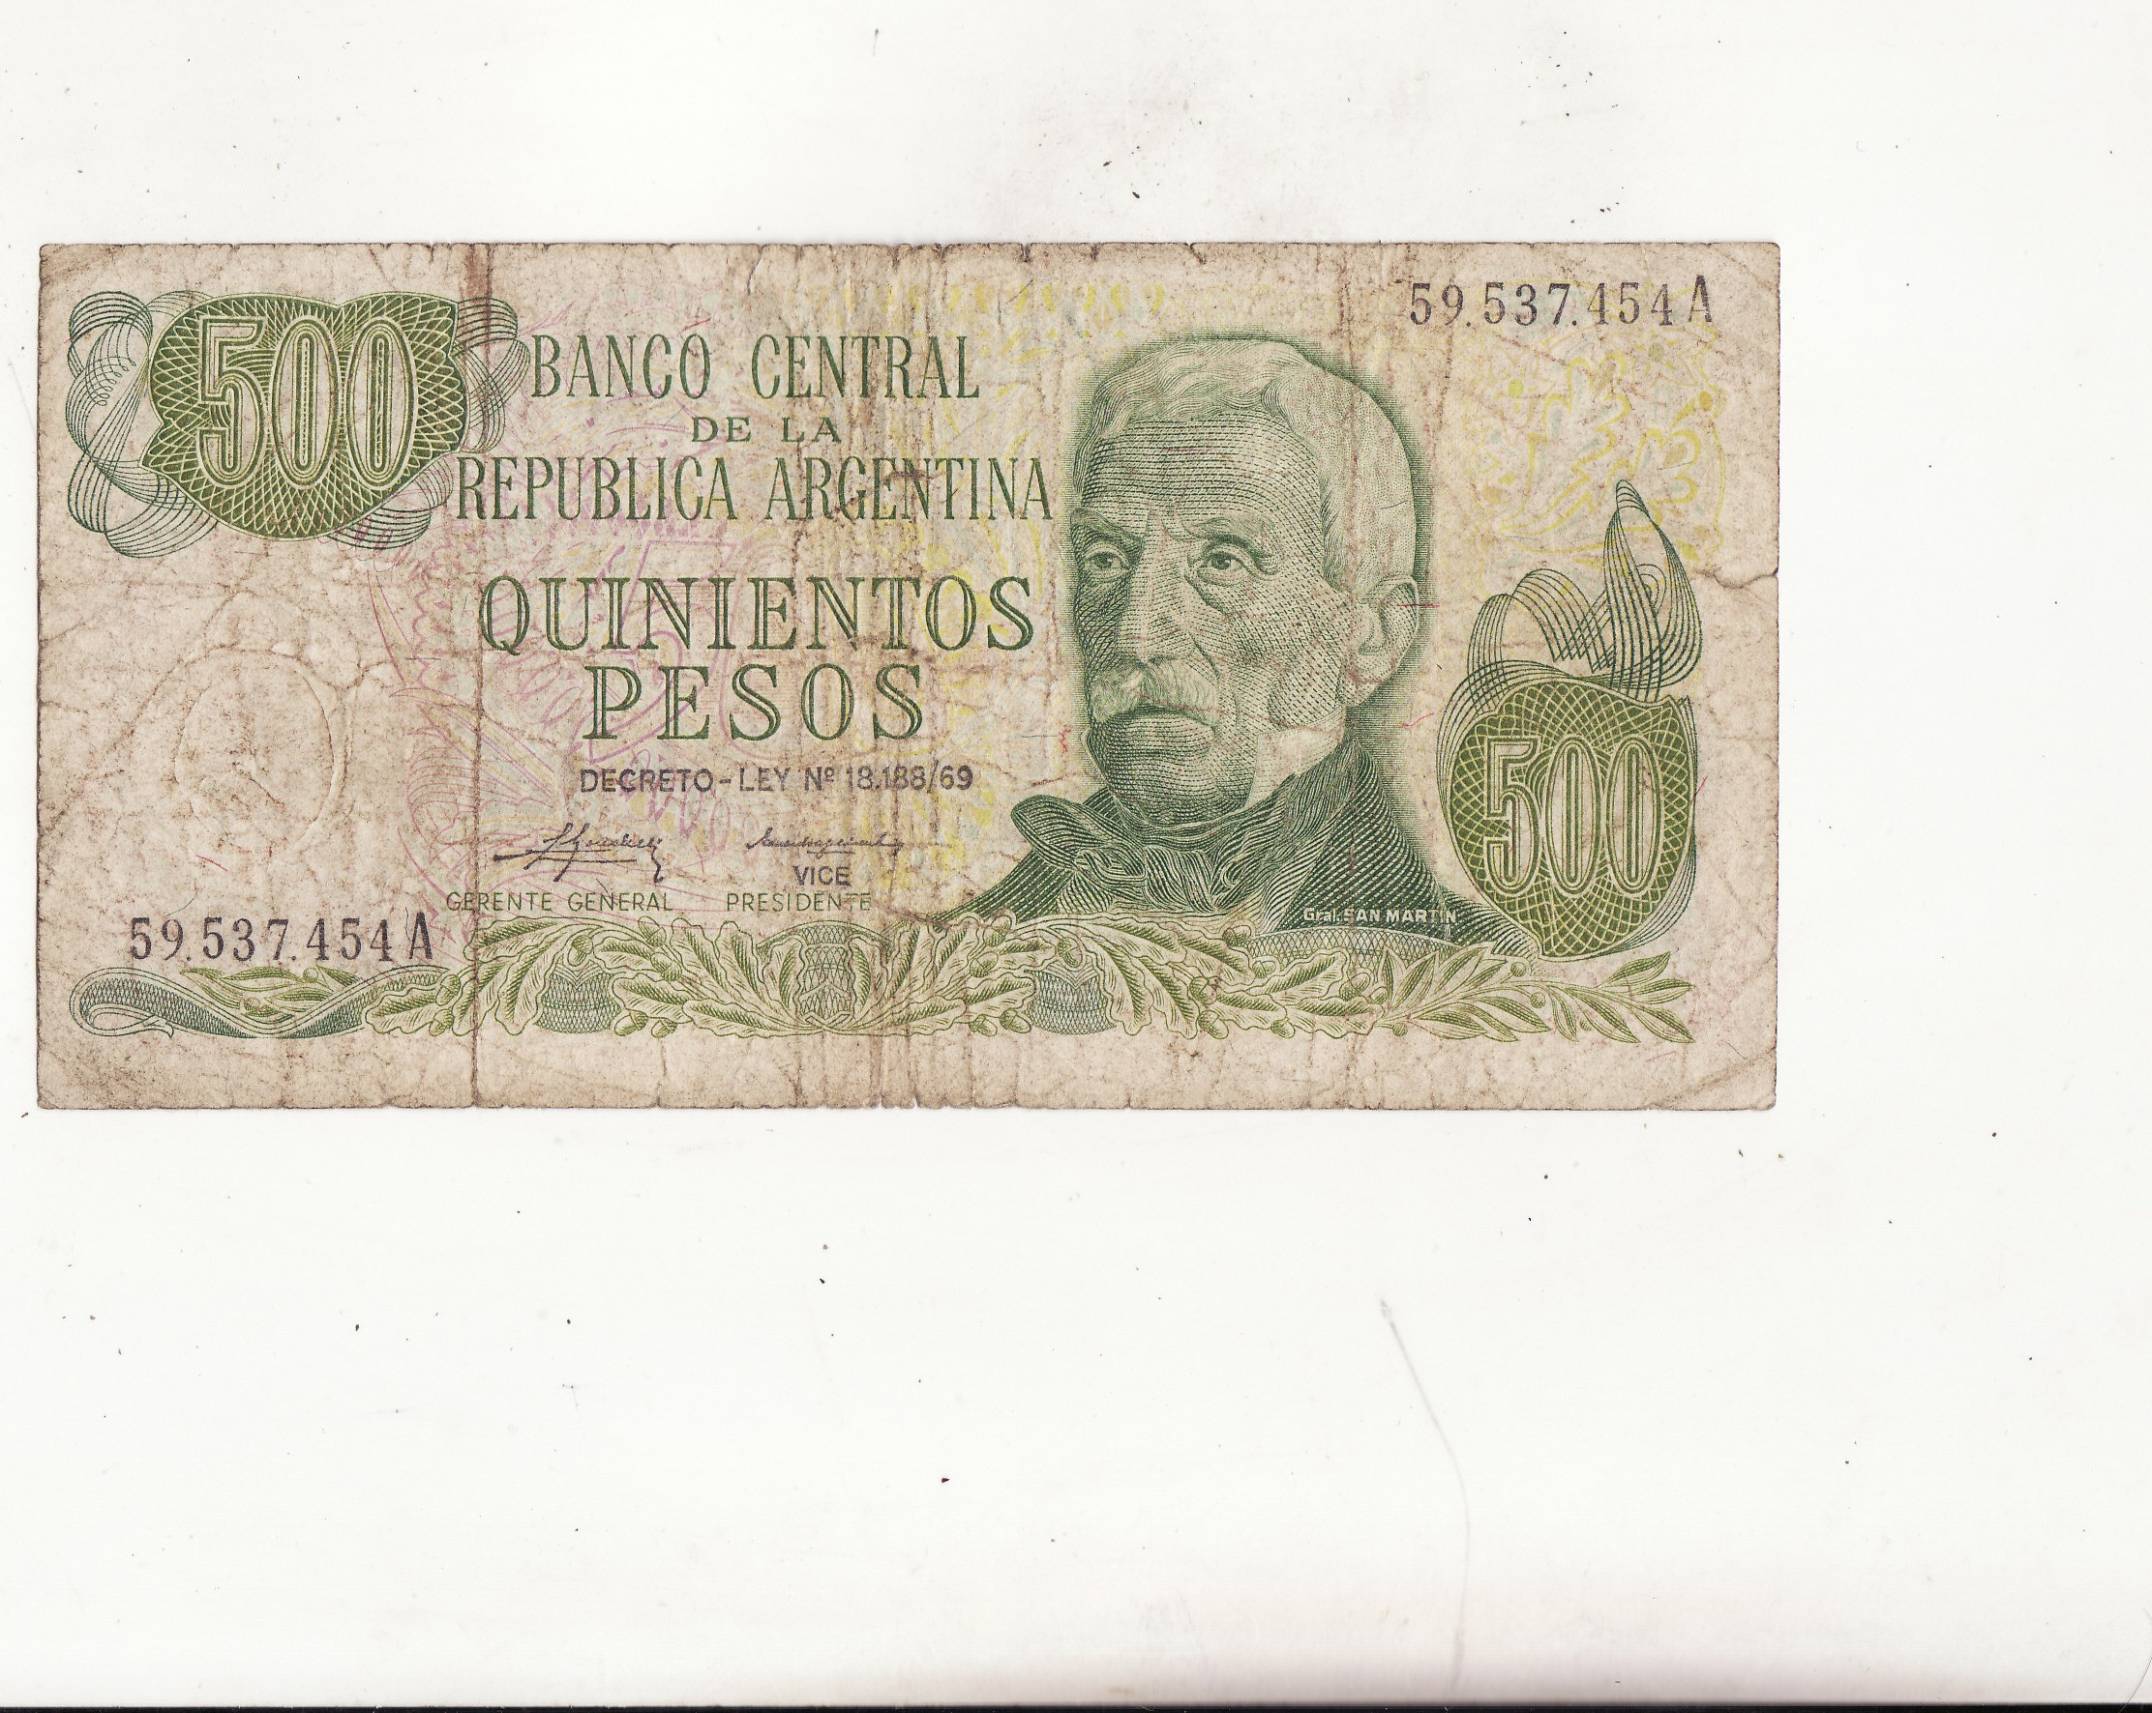 59.537.454 A
500
BANCO CENTRAL
DE LA
REPUBLICA ARGENTINA
QUINIENTOS
PESOS
DECRETO-LEY Nº 18.188/69
VICE
GERENTE GENERAL PRESIDENTE
500
Gral. SAN MARTIN
59.537.454 A